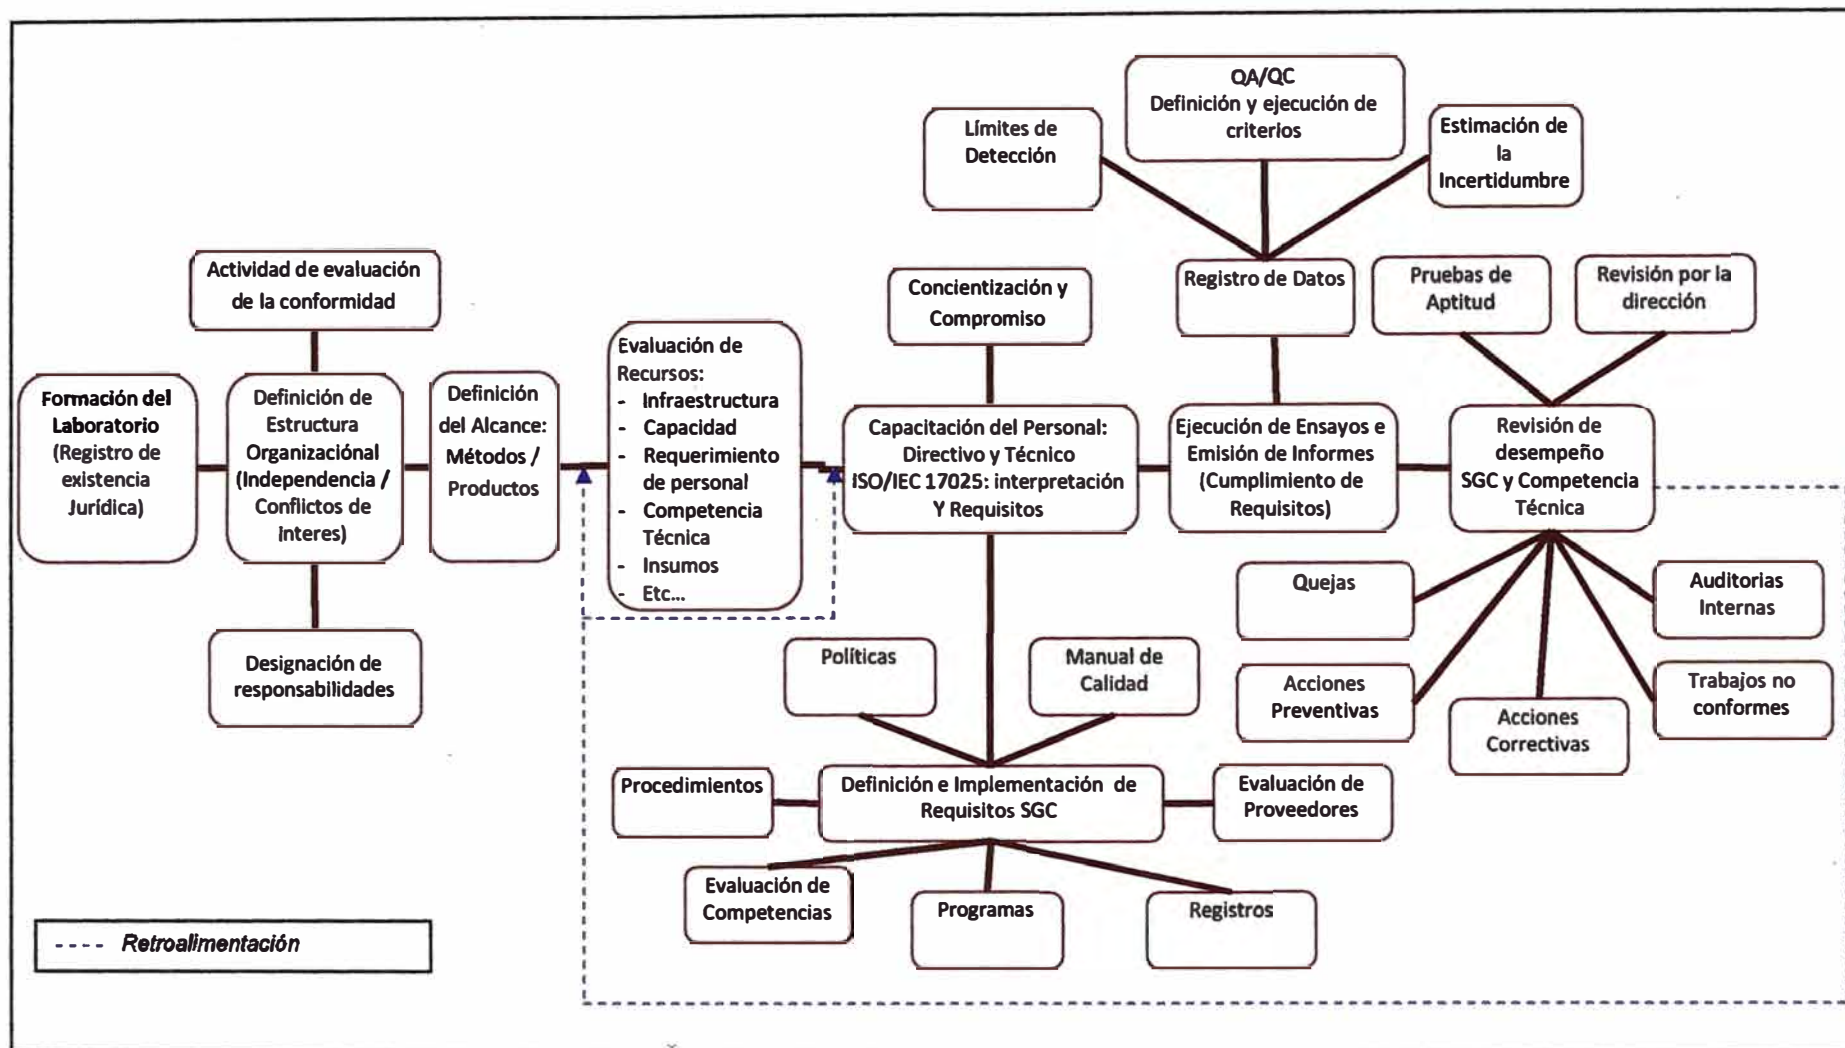 QA/QC
Definición y ejecución de
criterios
Límites de
Detección
Estimación de
la
Incertidumbre
Actividad de evaluación
de la conformidad
Concientización y
Compromiso
Registro de Datos
Pruebas de
Aptitud
Revisión por la
dirección
Formación del
Laboratorio
(Registro de
existencia
Jurídica)
Definición de
Estructura
Organizaciónal
(Independencia /
Conflictos de
interes)
Definición
del Alcance:
Métodos /
Productos
Evaluación de
Recursos:
- Infraestructura
- Capacidad
- Requerimiento
de personal
- Competencia
Técnica
- Insumos
- Etc...
Capacitación del Personal:
Directivo y Técnico
ISO/IEC 17025: interpretación
Y Requisitos
Ejecución de Ensayos e
Emisión de Informes
(Cumplimiento de
Requisitos)
Revisión de
desempeño
SGC y Competencia
Técnica
Quejas
Auditorias
Internas
Designación de
responsabilidades
Políticas
Manual de
Calidad
Acciones
Preventivas
Acciones
Correctivas
Trabajos no
conformes
Procedimientos
Definición e Implementación de
Requisitos SGC
Evaluación de
Proveedores
Evaluación de
Competencias
Programas
Registros
---- Retroalimentación